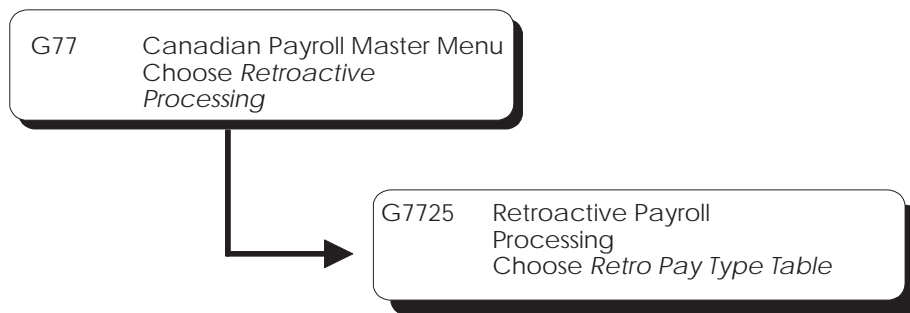 G77 Canadian Payroll Master Menu
Choose Retroactive
Processing
G7725 Retroactive Payroll
Processing
Choose Retro Pay Type Table